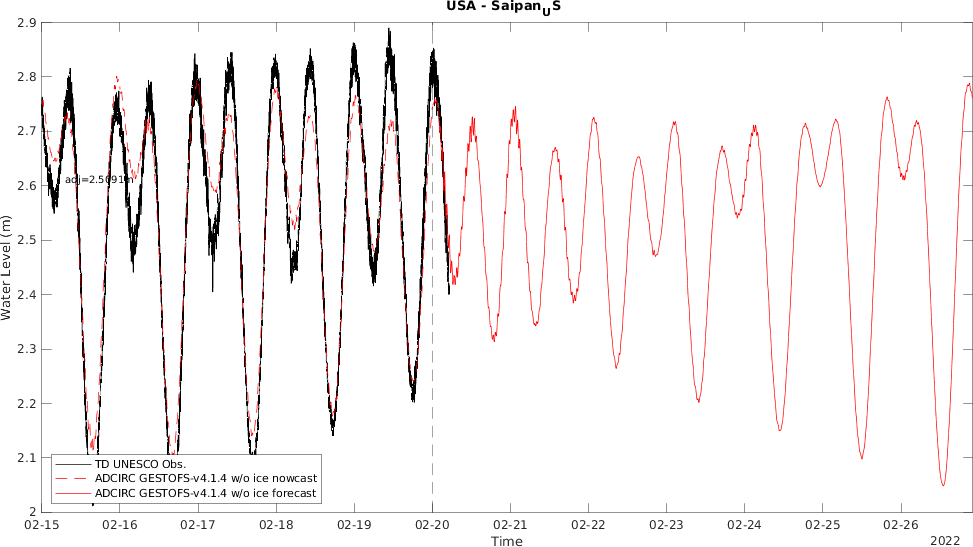 USA - Saipan_US
2.9
2.8
2.7
2.6
2.5
2.4
2.3
2.2
2.1
2
Water Level (m)
adj=2.5091m
TD UNESCO Obs.
ADCIRC GESTOFS-v4.1.4 w/o ice nowcast
ADCIRC GESTOFS-v4.1.4 w/o ice forecast
02-15 02-16 02-17 02-18 02-19 02-20 02-21 02-22 02-23 02-24 02-25 02-26
Time
2022